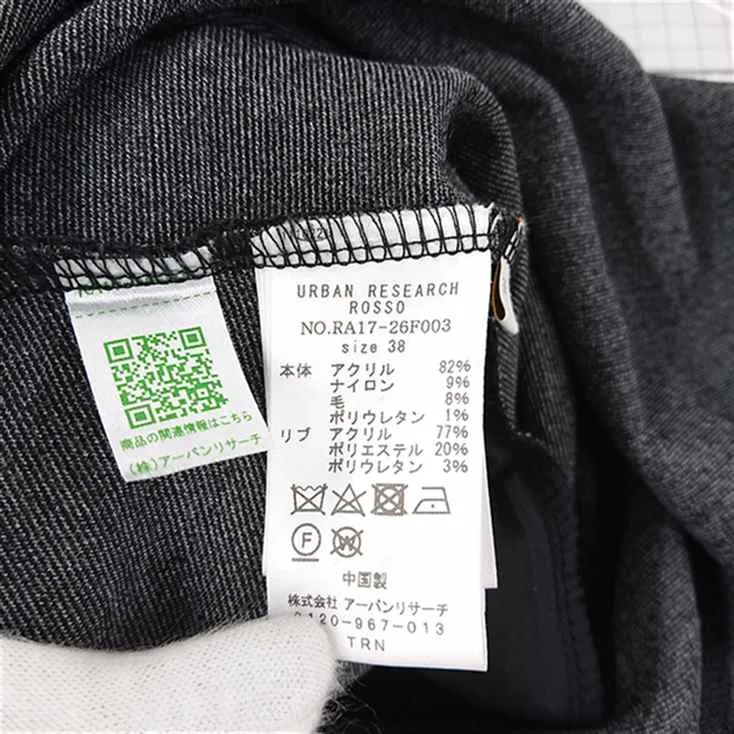 URBAN RESEARCH
ROSSO
NO.RA17-26F003
size 38
本体 アクリル 82%
ナイロン 9%
毛 8%
ポリウレタン 1%
リブ アクリル 77%
ポリエステル 20%
ポリウレタン 3%
F
W
中国製
株式会社 アーバンリサーチ
0120-967-013
TRN
商品の関連情報はこちら
(株)アーバンリサーチ